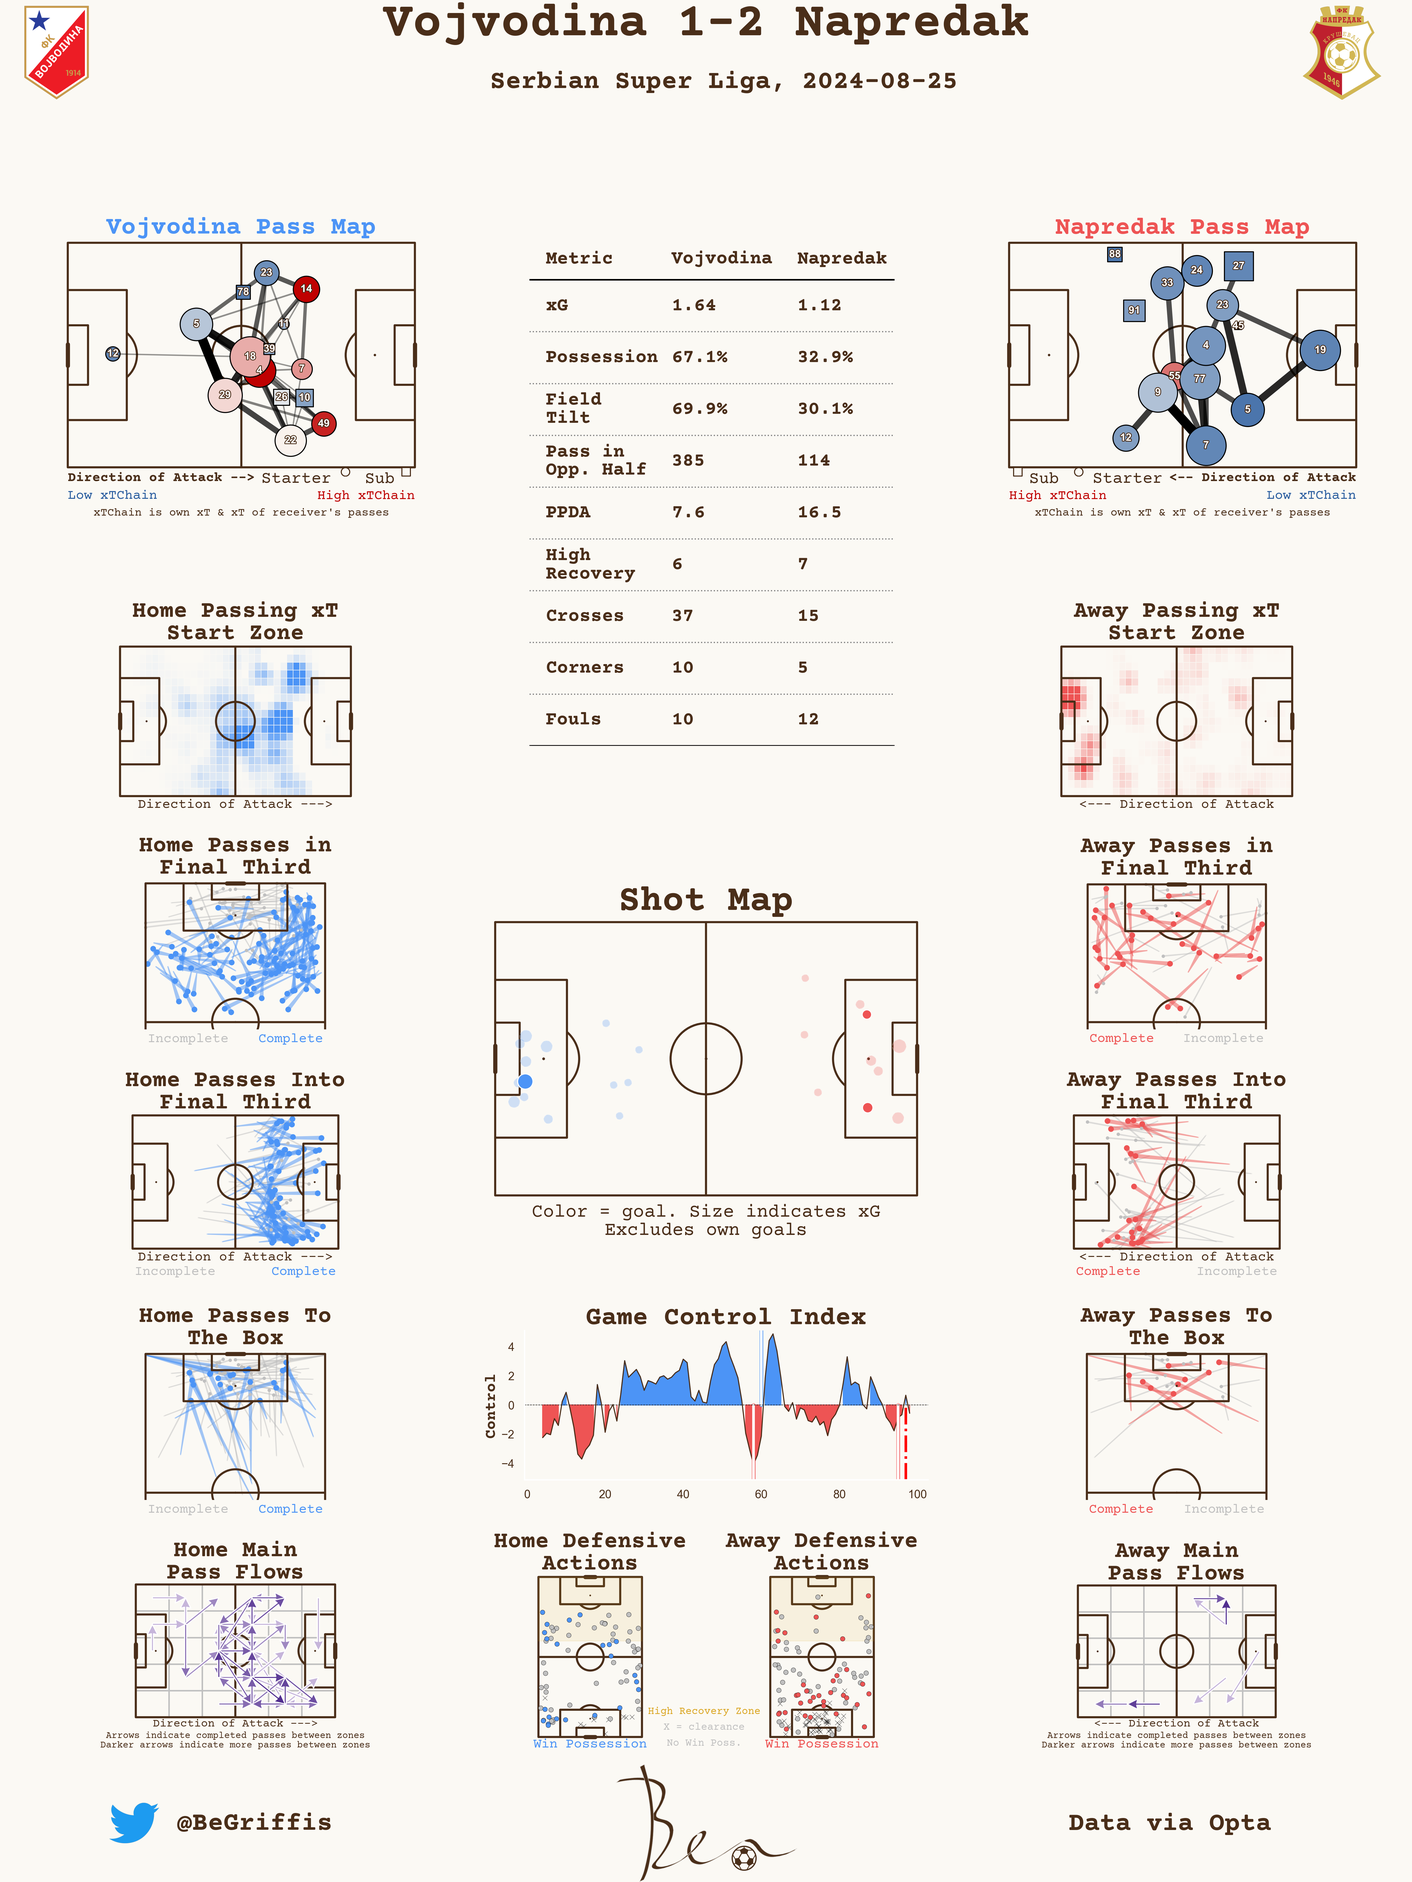 Vojvodina 1-2 Napredak
Serbian Super Liga, 2024-08-25
ФК
ВОЈВОДИНА
1914
ФК
НАПРЕДАК
КРУШЕВАЦ
1946
Vojvodina Pass Map
12
5
29
23
78
14
11
39
18
4
7
26
10
49
22
Direction of Attack --> Starter Sub
Low xTChain High xTChain
xTChain is own xT & xT of receiver's passes
Metric Vojvodina Napredak
xG 1.64 1.12
Possession 67.1% 32.9%
Field
Tilt 69.9% 30.1%
Pass in
Opp. Half 385 114
PPDA 7.6 16.5
High
Recovery 6 7
Crosses 37 15
Corners 10 5
Fouls 10 12
Napredak Pass Map
88
91
33
24
27
23
45
4
19
55
77
9
5
12
7
Sub Starter <-- Direction of Attack
High xTChain Low xTChain
xTChain is own xT & xT of receiver's passes
Home Passing xT
Start Zone
Direction of Attack --->
Away Passing xT
Start Zone
<--- Direction of Attack
Home Passes in
Final Third
Incomplete Complete
Away Passes in
Final Third
Complete Incomplete
Shot Map
Color = goal. Size indicates xG
Excludes own goals
Home Passes Into
Final Third
Direction of Attack --->
Incomplete Complete
Away Passes Into
Final Third
<--- Direction of Attack
Complete Incomplete
Home Passes To
The Box
Incomplete Complete
Game Control Index
Control
4
2
0
−2
−4
0 20 40 60 80 100
Away Passes To
The Box
Complete Incomplete
Home Main
Pass Flows
Direction of Attack --->
Arrows indicate completed passes between zones
Darker arrows indicate more passes between zones
Home Defensive
Actions
Win Possession
High Recovery Zone
X = clearance
No Win Poss.
Away Defensive
Actions
Win Possession
Away Main
Pass Flows
<--- Direction of Attack
Arrows indicate completed passes between zones
Darker arrows indicate more passes between zones
@BeGriffis
Ben
Data via Opta